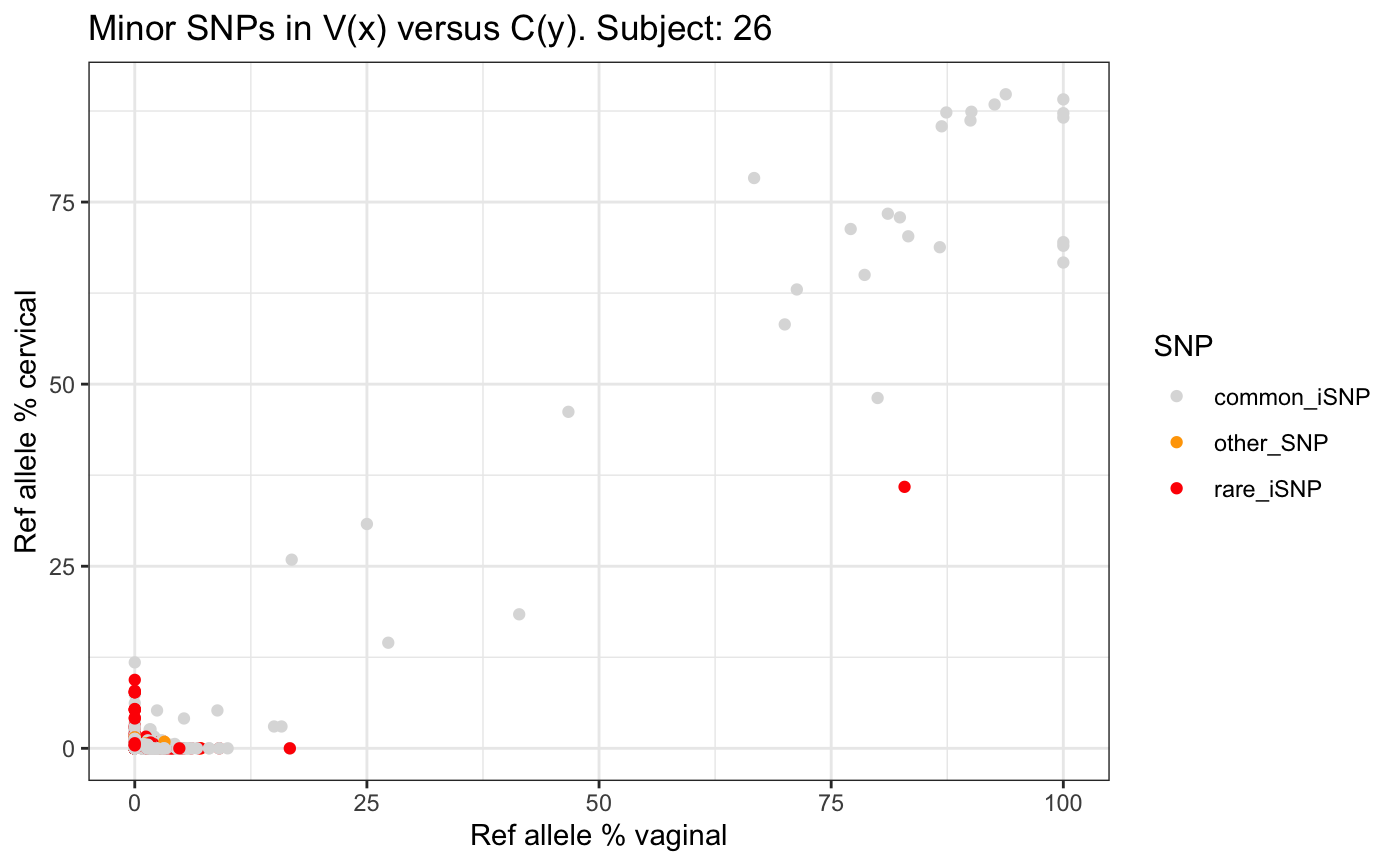 Minor SNPs in V(x) versus C(y). Subject: 26
Ref allele % cervical
75
50
25
0
0
25
50
75
100
Ref allele % vaginal
SNP
common_iSNP
other_SNP
rare_iSNP